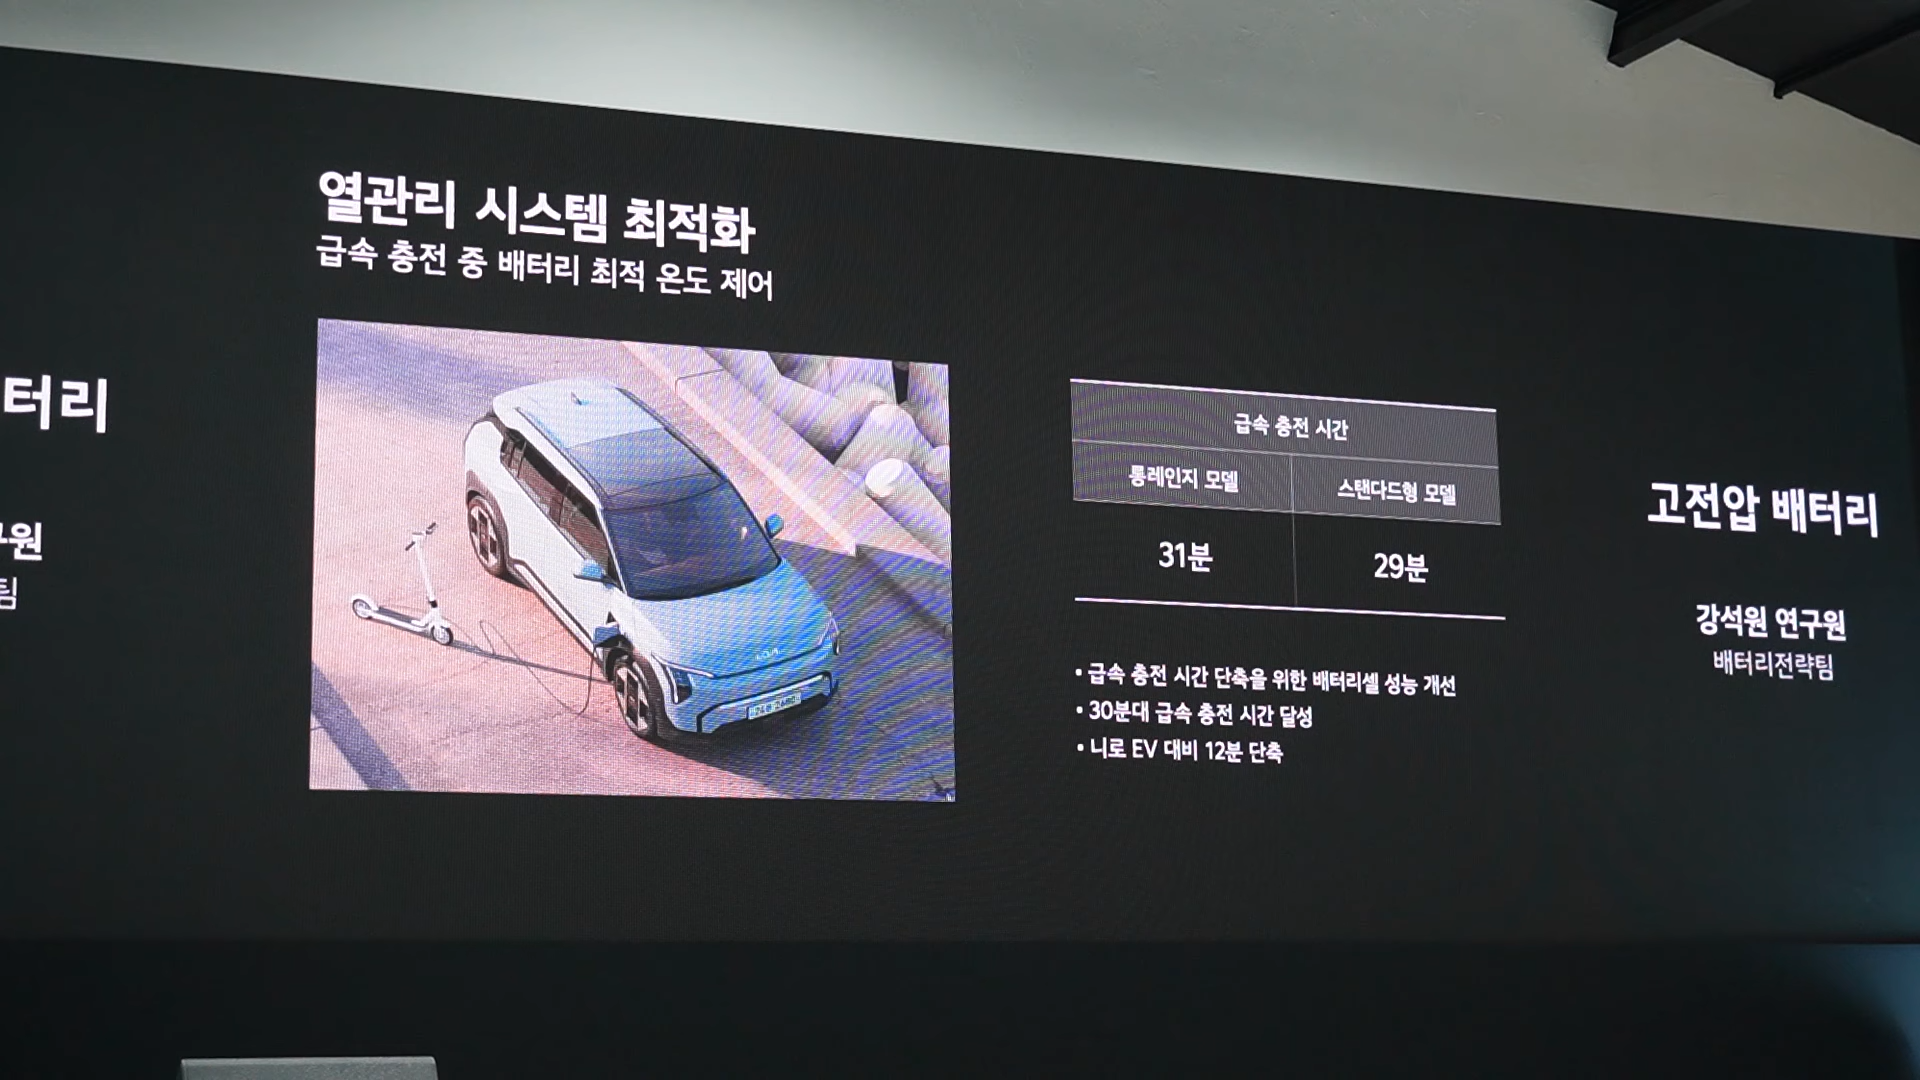 열관리 시스템 최적화
급속 충전 중 배터리 최적 온도 제어
터리
구원
팀
KIA
급속 충전 시간
롱레인지 모델
스탠다드형 모델
31분
29분
• 급속 충전 시간 단축을 위한 배터리셀 성능 개선
• 30분대 급속 충전 시간 달성
• 니로 EV 대비 12분 단축
고전압 배터리
강석원 연구원
배터리전략팀